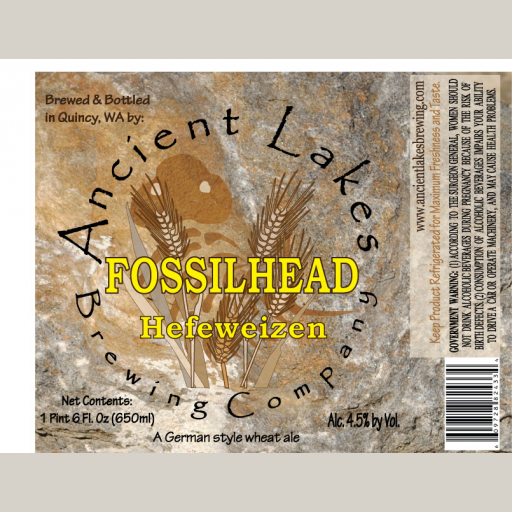 Brewed & Bottled
in Quincy, WA by:
Ancient Lakes
Brewing Company
FOSSILHEAD
Hefeweizen
Net Contents:
1 Pint 6 Fl. Oz (650ml)
Alc. 4.5% by Vol.
A German style wheat ale
www.ancientlakesbrewing.com
Keep Product Refrigerated for Maximum Freshness and Taste.
GOVERNMENT WARNING: (1) ACCORDING TO THE SURGEON GENERAL, WOMEN SHOULD
NOT DRINK ALCOHOLIC BEVERAGES DURING PREGNANCY BECAUSE OF THE RISK OF
BIRTH DEFECTS. (2) CONSUMPTION OF ALCOHOLIC BEVERAGES IMPAIRS YOUR ABILITY
TO DRIVE A CAR OR OPERATE MACHINERY, AND MAY CAUSE HEALTH PROBLEMS.
6 09728 82433 4